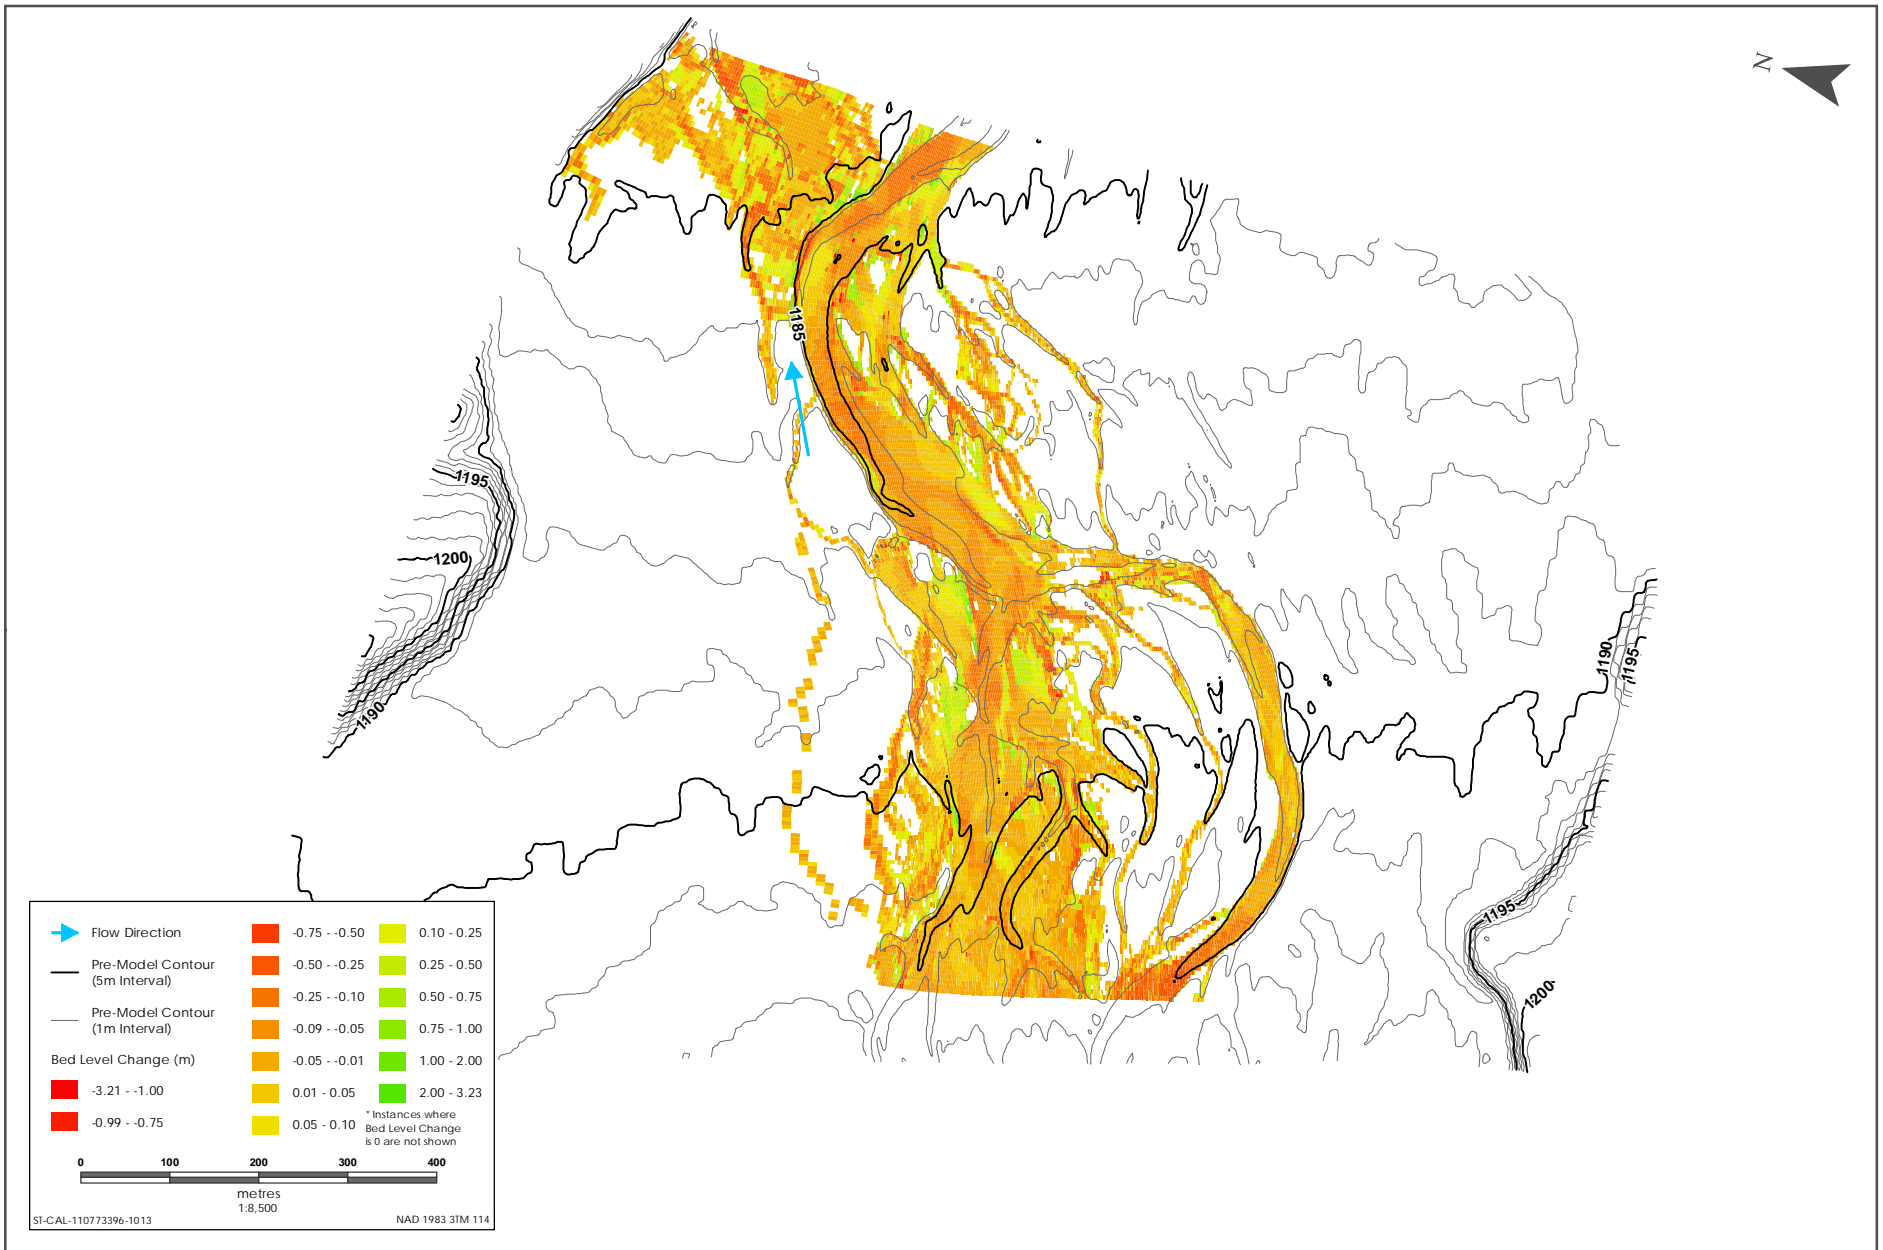 N
1185
1195
1200
1190
1190
1195
1195
1200
Flow Direction
Pre-Model Contour
(5m Interval)
Pre-Model Contour
(1m Interval)
Bed Level Change (m)
-3.21 - -1.00
-0.99 - -0.75
-0.75 - -0.50
-0.50 - -0.25
-0.25 - -0.10
-0.09 - -0.05
-0.05 - -0.01
0.01 - 0.05
0.05 - 0.10
0.10 - 0.25
0.25 - 0.50
0.50 - 0.75
0.75 - 1.00
1.00 - 2.00
2.00 - 3.23
* Instances where
Bed Level Change
is 0 are not shown
0 100 200 300 400
metres
1:8,500
ST-CAL-110773396-1013
NAD 1983 3TM 114